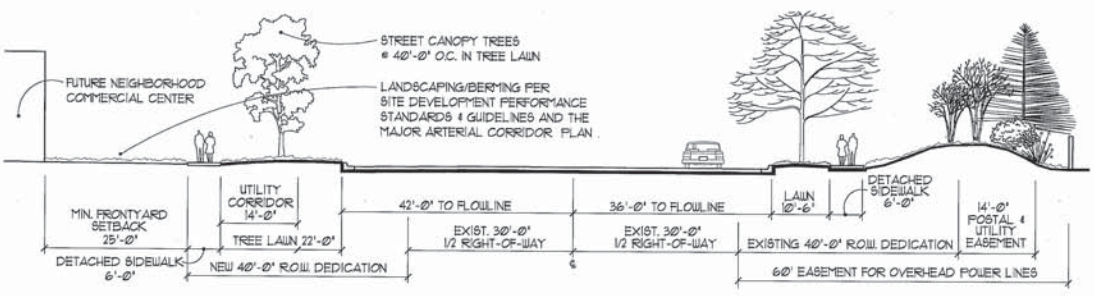 STREET CANOPY TREES
@ 40'-0" O.C. IN TREE LAWN
FUTURE NEIGHBORHOOD
COMMERCIAL CENTER
LANDSCAPING/BERMING PER
SITE DEVELOPMENT PERFORMANCE
STANDARDS & GUIDELINES AND THE
MAJOR ARTERIAL CORRIDOR PLAN.
MIN. FRONTYARD
SETBACK
25'-0"
DETACHED SIDEWALK
6'-0"
UTILITY
CORRIDOR
14'-0"
TREE LAWN 22'-0"
NEW 40'-0" R.O.W. DEDICATION
42'-0" TO FLOWLINE
EXIST. 30'-0"
1/2 RIGHT-OF-WAY
36'-0" TO FLOWLINE
EXIST. 30'-0"
1/2 RIGHT-OF-WAY
LAWN
10'-6"
DETACHED
SIDEWALK
6'-0"
EXISTING 40'-0" R.O.W. DEDICATION
14'-0"
POSTAL &
UTILITY
EASEMENT
60' EASEMENT FOR OVERHEAD POWER LINES